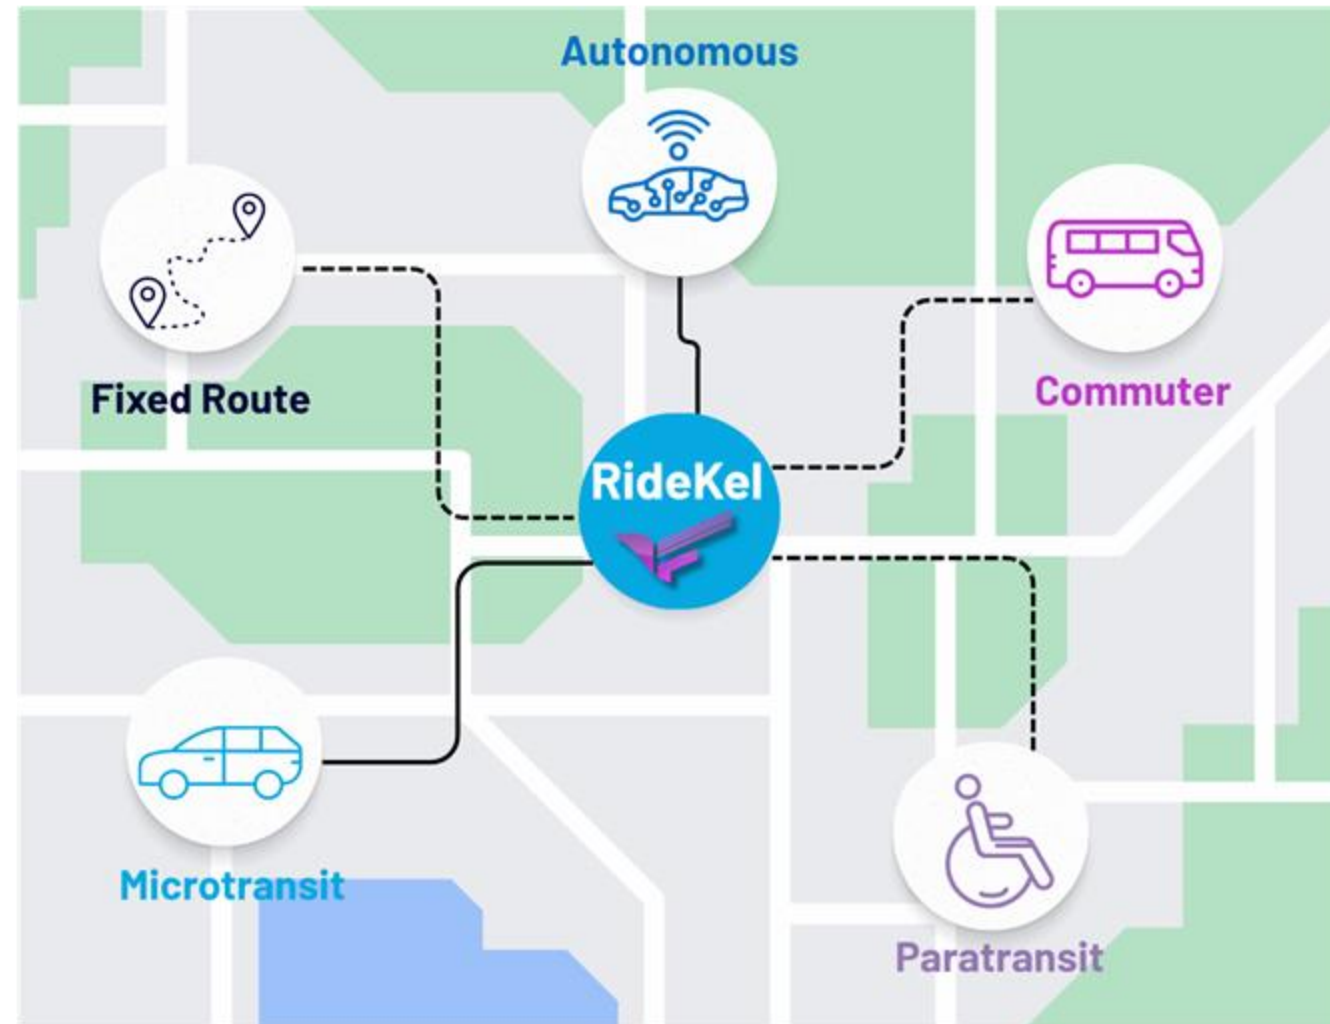 Autonomous
Fixed Route
Commuter
RideKel
Microtransit
Paratransit